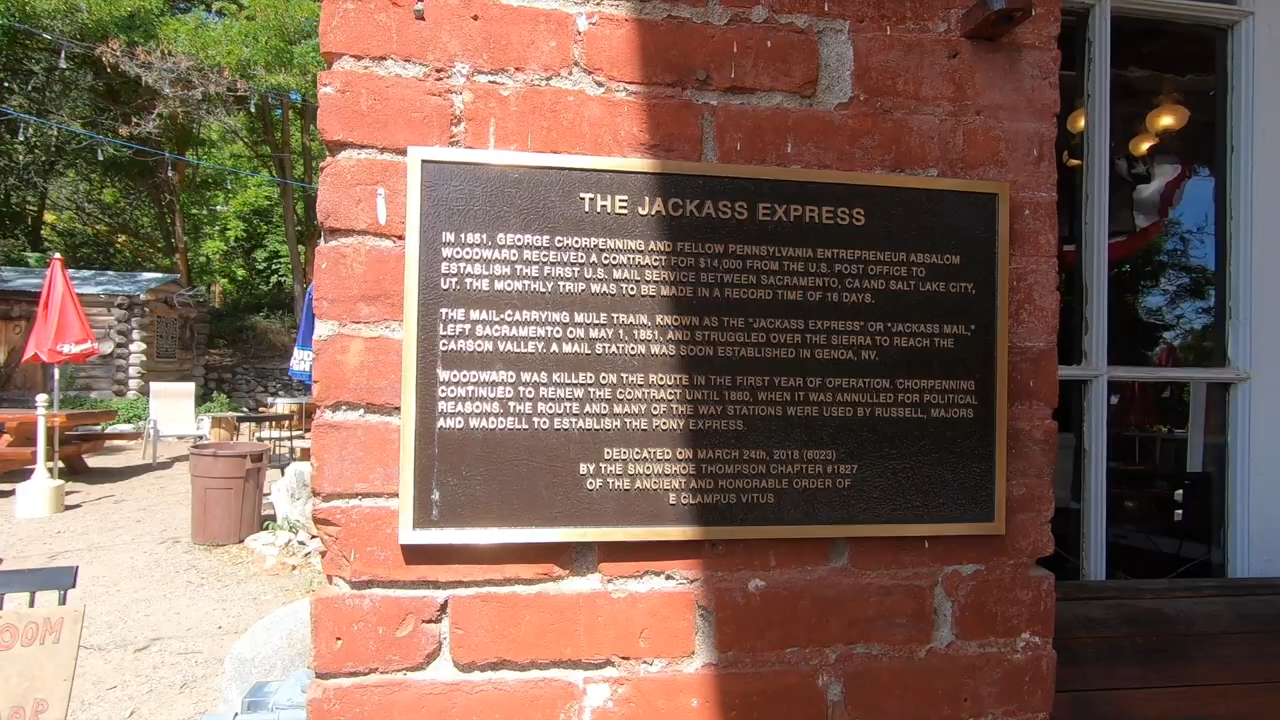 THE JACKASS EXPRESS
IN 1851, GEORGE CHORPENNING AND FELLOW PENNSYLVANIA ENTREPRENEUR ABSALOM
WOODWARD RECEIVED A CONTRACT FOR $14,000 FROM THE U.S. POST OFFICE TO
ESTABLISH THE FIRST U.S. MAIL SERVICE BETWEEN SACRAMENTO, CA AND SALT LAKE CITY,
UT. THE MONTHLY TRIP WAS TO BE MADE IN A RECORD TIME OF 16 DAYS.
THE MAIL-CARRYING MULE TRAIN, KNOWN AS THE "JACKASS EXPRESS" OR "JACKASS MAIL,"
LEFT SACRAMENTO ON MAY 1, 1851, AND STRUGGLED OVER THE SIERRA TO REACH THE
CARSON VALLEY. A MAIL STATION WAS SOON ESTABLISHED IN GENOA, NV.
WOODWARD WAS KILLED ON THE ROUTE IN THE FIRST YEAR OF OPERATION. CHORPENNING
CONTINUED TO RENEW THE CONTRACT UNTIL 1860, WHEN IT WAS ANNULLED FOR POLITICAL
REASONS. THE ROUTE AND MANY OF THE WAY STATIONS WERE USED BY RUSSELL, MAJORS
AND WADDELL TO ESTABLISH THE PONY EXPRESS.
DEDICATED ON MARCH 24th, 2018 (6023)
BY THE SNOWSHOE THOMPSON CHAPTER #1827
OF THE ANCIENT AND HONORABLE ORDER OF
E CLAMPUS VITUS
OOM